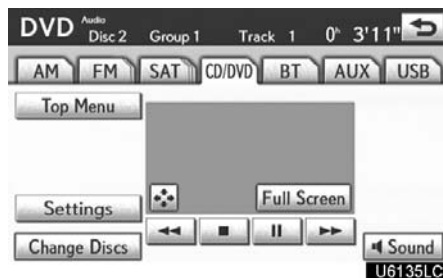 DVD Audio Disc 2 Group 1 Track 1 0h 3'11"
AM FM SAT CD/DVD BT AUX USB
Top Menu
Full Screen
Settings
Change Discs
Sound
U6135LC